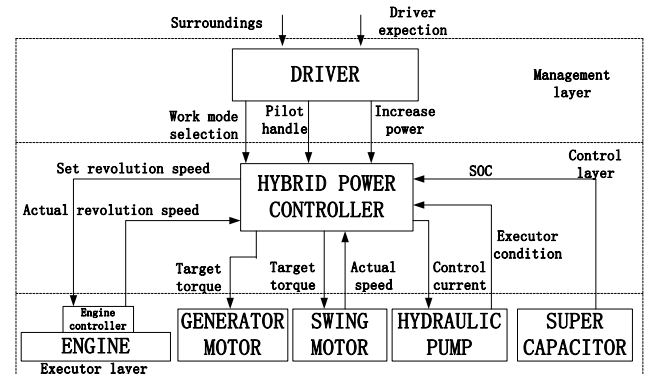 Surroundings
Driver
expection
DRIVER
Management
layer
Work mode
selection
Pilot
handle
Increase
power
Control
layer
Set revolution speed
HYBRID POWER
CONTROLLER
SOC
Actual revolution speed
Executor
condition
Target
torque
Target
torque
Actual
speed
Control
current
Engine
controller
ENGINE
GENERATOR
MOTOR
SWING
MOTOR
HYDRAULIC
PUMP
SUPER
CAPACITOR
Executor layer